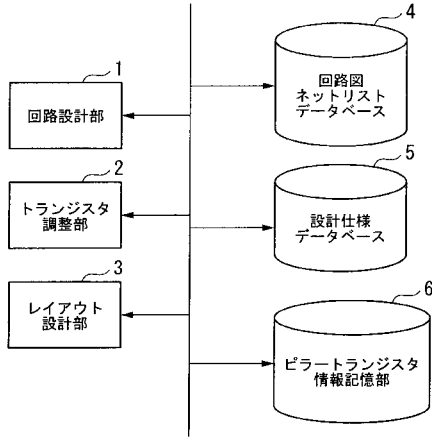 1
回路設計部
2
トランジスタ
調整部
3
レイアウト
設計部
4
回路図
ネットリスト
データベース
5
設計仕様
データベース
6
ピラートランジスタ
情報記憶部